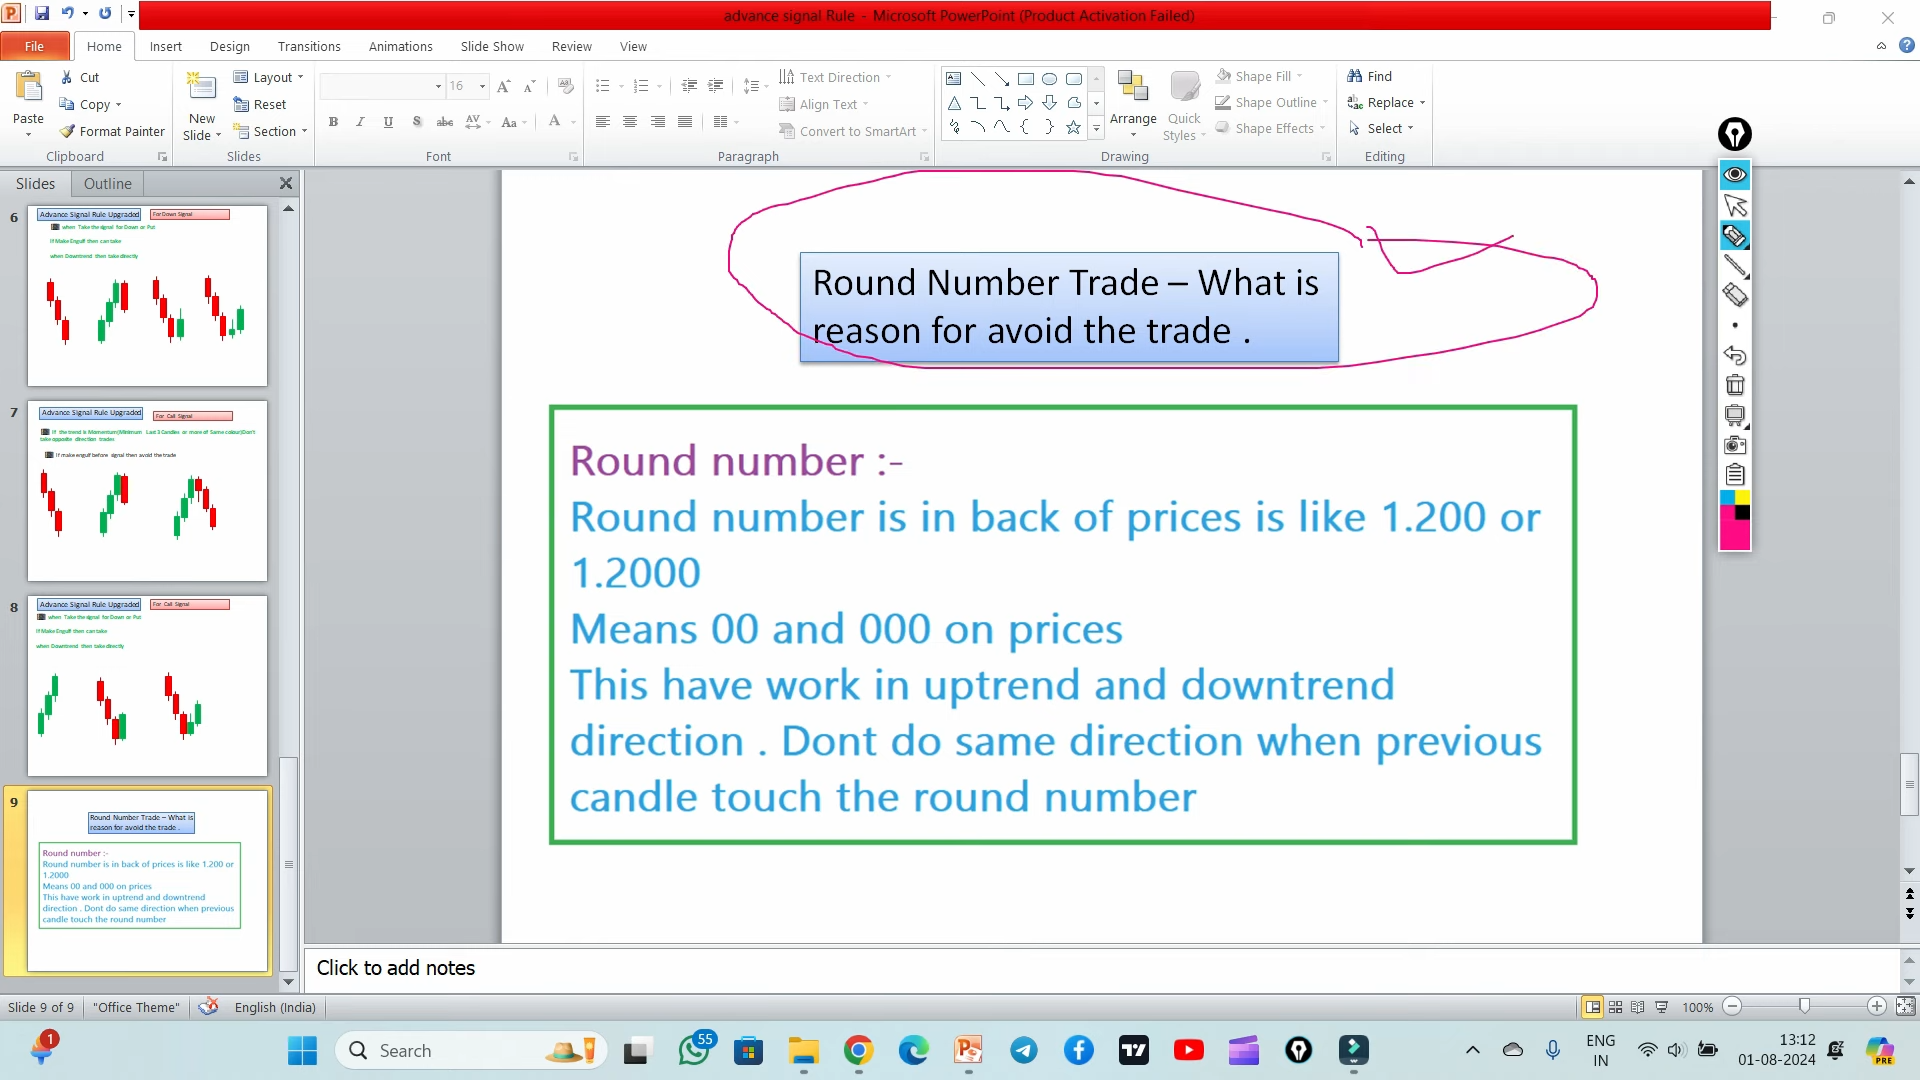 advance signal Rule - Microsoft PowerPoint (Product Activation Failed)
File Home Insert Design Transitions Animations Slide Show Review View
Paste
Cut
Copy
Format Painter
Clipboard
New
Slide
Layout
Reset
Section
Slides
16
Font
Text Direction
Align Text
Convert to SmartArt
Paragraph
Arrange
Quick
Styles
Shape Fill
Shape Outline
Shape Effects
Drawing
Find
Replace
Select
Editing
Slides Outline
6
Advance Signal Rule Upgraded
For Down Signal
when Take the signal for Down or Put
If Make Engulf then can take
when Downtrend then take directly
7
Advance Signal Rule Upgraded
For Call Signal
If the trend is Momentum(Minimum Last 3 Candles or more of Same colour)Don't
take opposite direction trades
If make engulf before signal then avoid the trade
8
Advance Signal Rule Upgraded
For Call Signal
when Take the signal for Down or Put
If Make Engulf then can take
when Downtrend then take directly
9
Round Number Trade – What is
reason for avoid the trade .
Round number :-
Round number is in back of prices is like 1.200 or
1.2000
Means 00 and 000 on prices
This have work in uptrend and downtrend
direction . Dont do same direction when previous
candle touch the round number
Round Number Trade – What is
reason for avoid the trade .
Round number :-
Round number is in back of prices is like 1.200 or
1.2000
Means 00 and 000 on prices
This have work in uptrend and downtrend
direction . Dont do same direction when previous
candle touch the round number
Click to add notes
Slide 9 of 9 "Office Theme" English (India) 100%
1
Search
55
ENG
IN
13:12
01-08-2024
PRE